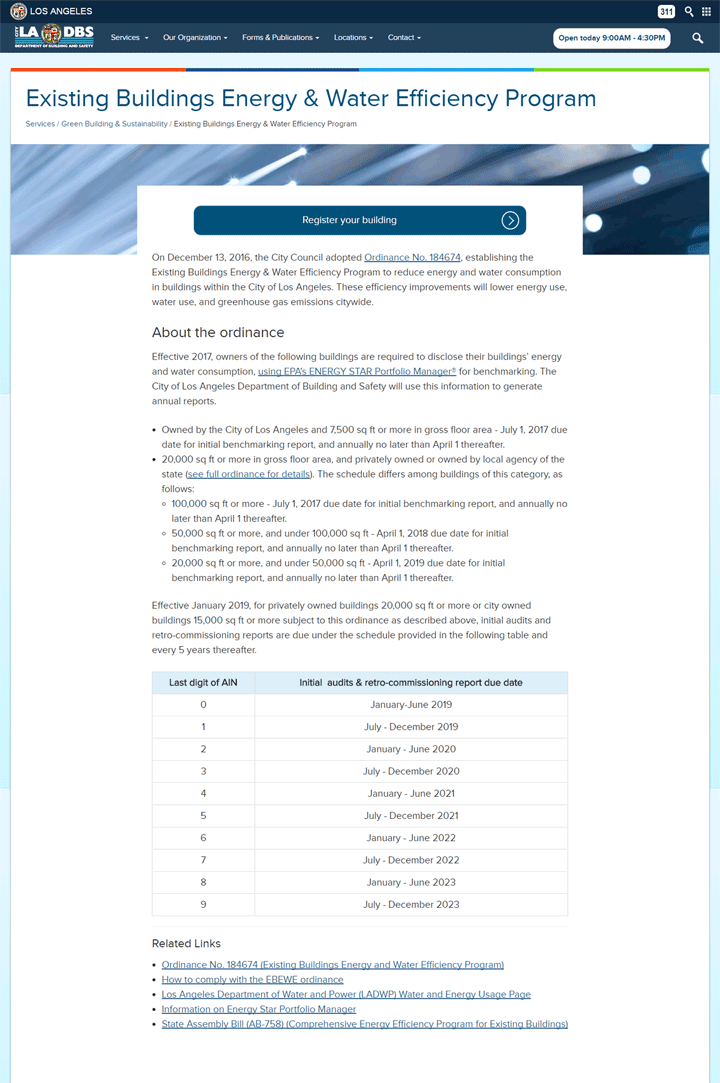 LOS ANGELES
311
CITY OF
LA DBS
DEPARTMENT OF BUILDING AND SAFETY
Services
Our Organization
Forms & Publications
Locations
Contact
Open today 9:00AM - 4:30PM
Existing Buildings Energy & Water Efficiency Program
Services / Green Building & Sustainability / Existing Buildings Energy & Water Efficiency Program
Register your building
On December 13, 2016, the City Council adopted Ordinance No. 184674, establishing the
Existing Buildings Energy & Water Efficiency Program to reduce energy and water consumption
in buildings within the City of Los Angeles. These efficiency improvements will lower energy use,
water use, and greenhouse gas emissions citywide.
About the ordinance
Effective 2017, owners of the following buildings are required to disclose their buildings' energy
and water consumption, using EPA's ENERGY STAR Portfolio Manager® for benchmarking. The
City of Los Angeles Department of Building and Safety will use this information to generate
annual reports.
• Owned by the City of Los Angeles and 7,500 sq ft or more in gross floor area - July 1, 2017 due
date for initial benchmarking report, and annually no later than April 1 thereafter.
• 20,000 sq ft or more in gross floor area, and privately owned or owned by local agency of the
state (see full ordinance for details). The schedule differs among buildings of this category, as
follows:
◦ 100,000 sq ft or more - July 1, 2017 due date for initial benchmarking report, and annually no
later than April 1 thereafter.
◦ 50,000 sq ft or more, and under 100,000 sq ft - April 1, 2018 due date for initial
benchmarking report, and annually no later than April 1 thereafter.
◦ 20,000 sq ft or more, and under 50,000 sq ft - April 1, 2019 due date for initial
benchmarking report, and annually no later than April 1 thereafter.
Effective January 2019, for privately owned buildings 20,000 sq ft or more or city owned
buildings 15,000 sq ft or more subject to this ordinance as described above, initial audits and
retro-commissioning reports are due under the schedule provided in the following table and
every 5 years thereafter.
Last digit of AIN Initial audits & retro-commissioning report due date
0 January-June 2019
1 July - December 2019
2 January - June 2020
3 July - December 2020
4 January - June 2021
5 July - December 2021
6 January - June 2022
7 July - December 2022
8 January - June 2023
9 July - December 2023
Related Links
• Ordinance No. 184674 (Existing Buildings Energy and Water Efficiency Program)
• How to comply with the EBEWE ordinance
• Los Angeles Department of Water and Power (LADWP) Water and Energy Usage Page
• Information on Energy Star Portfolio Manager
• State Assembly Bill (AB-758) (Comprehensive Energy Efficiency Program for Existing Buildings)